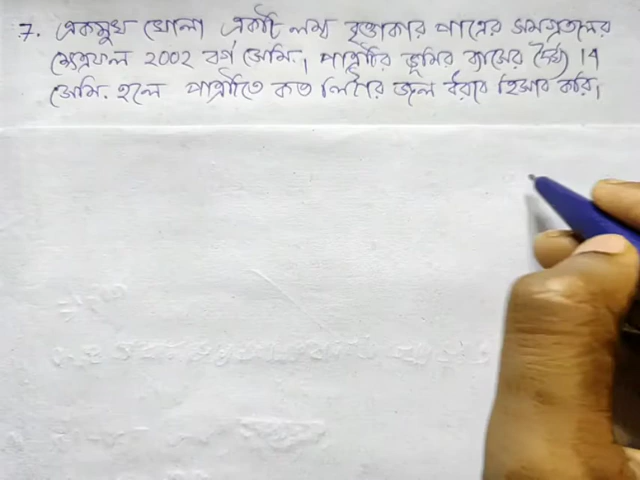 7. একমুখ খোলা একটি লম্ব বৃত্তাকার পাত্রের সমগ্রতলের
ক্ষেত্রফল 2002 বর্গ সেমি.। পাত্রটির ভূমির ব্যাসের দৈর্ঘ্য 14
সেমি. হলে পাত্রটিতে কত লিটার জল ধরবে হিসাব করি।